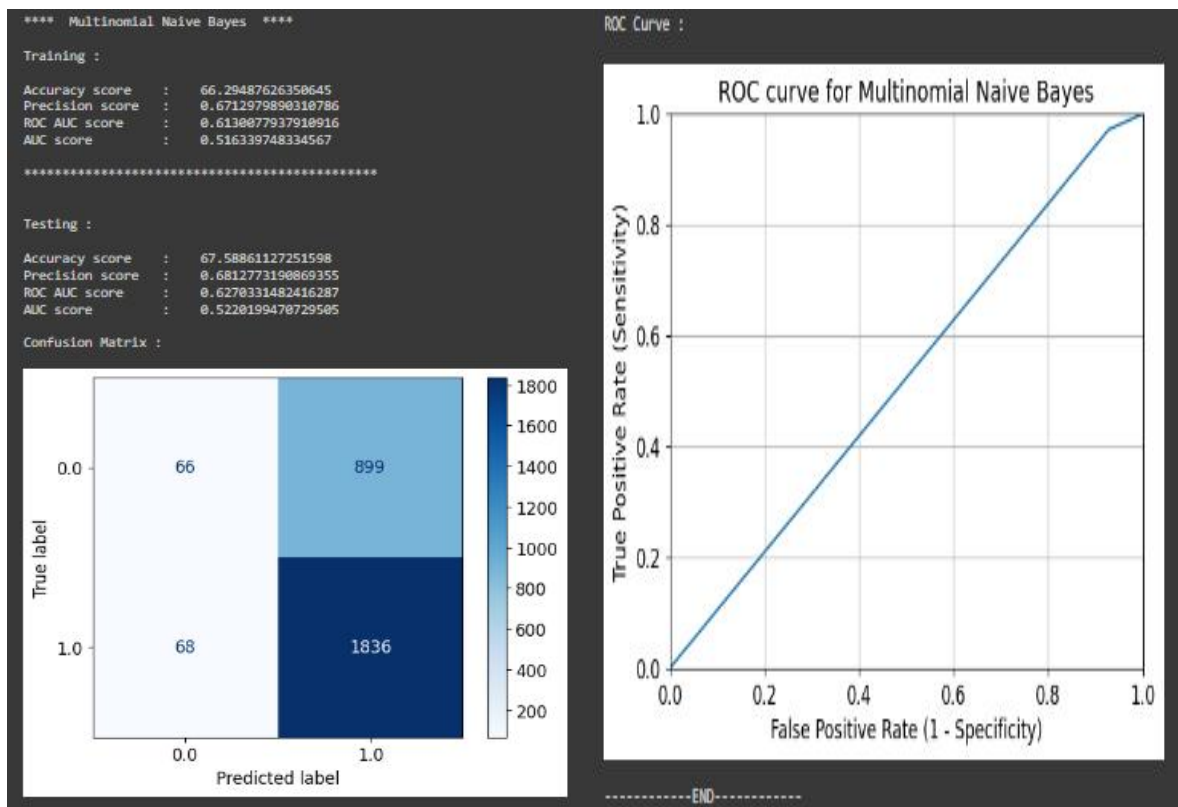 **** Multinomial Naive Bayes ****
Training :
Accuracy score : 66.29487626350645
Precision score : 0.6712979890310786
ROC AUC score : 0.6130077937910916
AUC score : 0.516339748334567
**********************************************
Testing :
Accuracy score : 67.58861127251598
Precision score : 0.6812773190869355
ROC AUC score : 0.6270331482416287
AUC score : 0.5220199470729505
Confusion Matrix :
True label
0.0
1.0
66
899
68
1836
0.0
1.0
Predicted label
1800
1600
1400
1200
1000
800
600
400
200
ROC Curve :
ROC curve for Multinomial Naive Bayes
True Positive Rate (Sensitivity)
1.0
0.8
0.6
0.4
0.2
0.0
0.0 0.2 0.4 0.6 0.8 1.0
False Positive Rate (1 - Specificity)
------------END------------